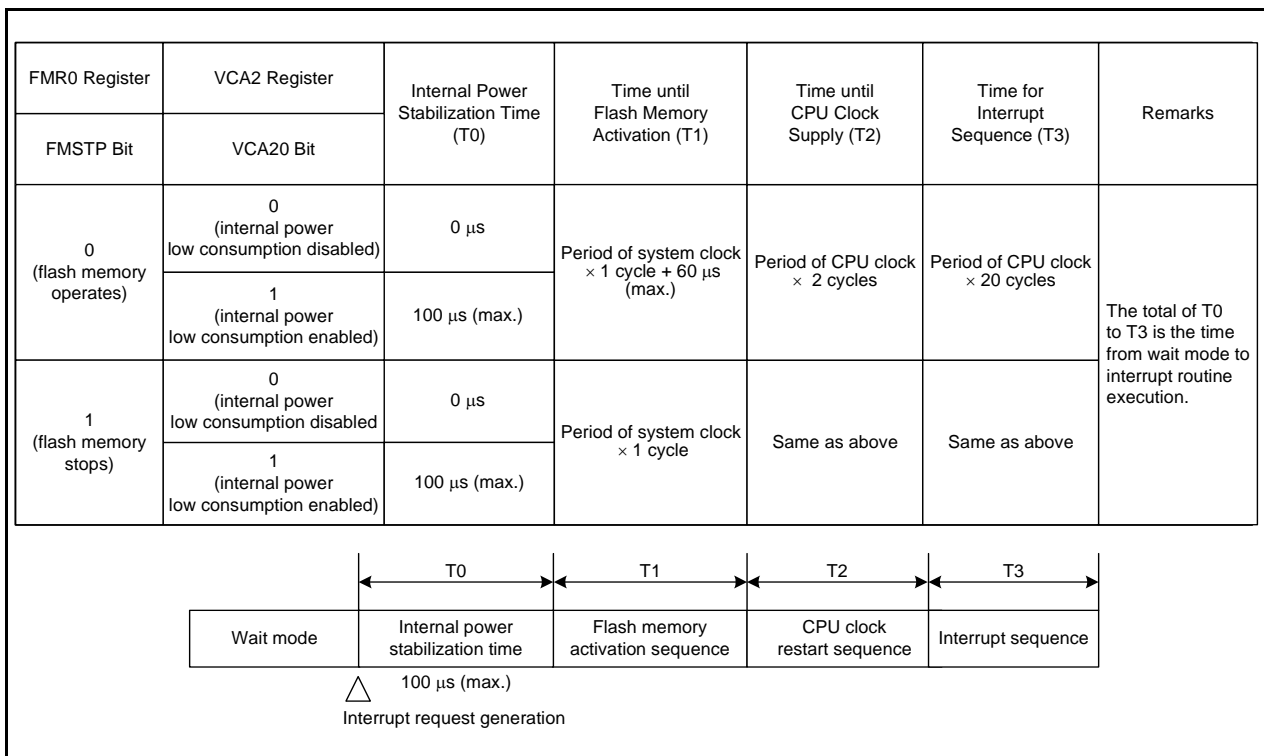 FMR0 Register
VCA2 Register
Internal Power
Stabilization Time
(T0)
Time until
Flash Memory
Activation (T1)
Time until
CPU Clock
Supply (T2)
Time for
Interrupt
Sequence (T3)
Remarks
FMSTP Bit
VCA20 Bit
0
(flash memory
operates)
0
(internal power
low consumption disabled)
0 μs
Period of system clock
× 1 cycle + 60 μs
(max.)
Period of CPU clock
× 2 cycles
Period of CPU clock
× 20 cycles
The total of T0
to T3 is the time
from wait mode to
interrupt routine
execution.
1
(internal power
low consumption enabled)
100 μs (max.)
1
(flash memory
stops)
0
(internal power
low consumption disabled
0 μs
Period of system clock
× 1 cycle
Same as above
Same as above
1
(internal power
low consumption enabled)
100 μs (max.)
T0
T1
T2
T3
Wait mode
Internal power
stabilization time
Flash memory
activation sequence
CPU clock
restart sequence
Interrupt sequence
100 μs (max.)
Interrupt request generation